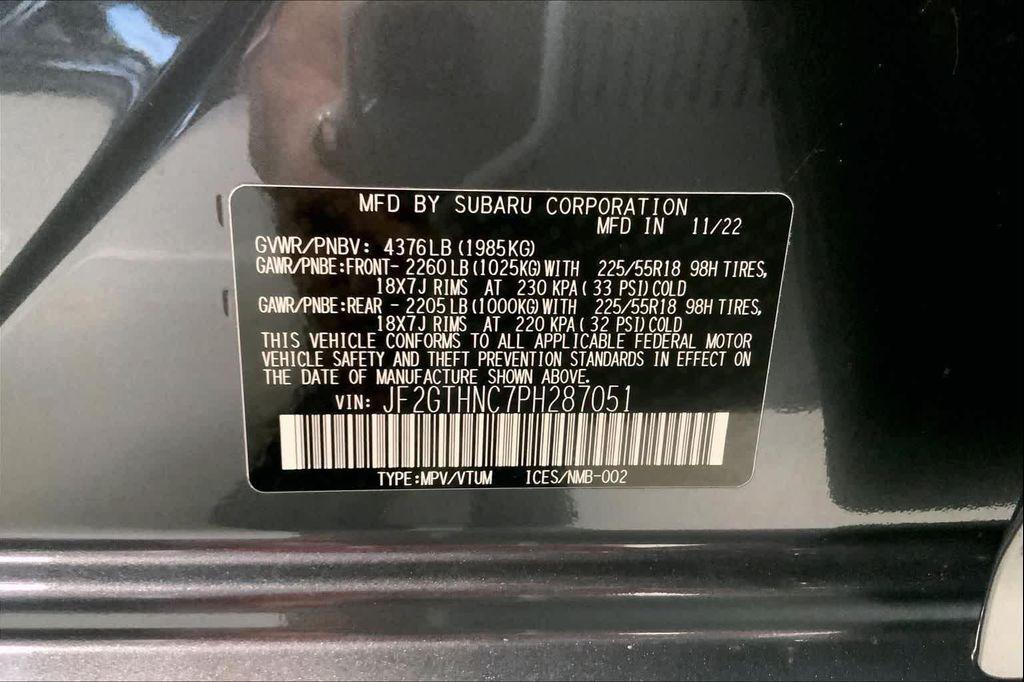 MFD BY SUBARU CORPORATION
MFD IN 11/22
GVWR/PNBV: 4376LB (1985KG)
GAWR/PNBE:FRONT- 2260 LB (1025KG) WITH 225/55R18 98H TIRES,
18X7J RIMS AT 230 KPA ( 33 PSI) COLD
GAWR/PNBE:REAR - 2205 LB (1000KG) WITH 225/55R18 98H TIRES,
18X7J RIMS AT 220 KPA ( 32 PSI) COLD
THIS VEHICLE CONFORMS TO ALL APPLICABLE FEDERAL MOTOR
VEHICLE SAFETY AND THEFT PREVENTION STANDARDS IN EFFECT ON
THE DATE OF MANUFACTURE SHOWN ABOVE.
VIN: JF2GTHNC7PH287051
TYPE:MPV/VTUM ICES/NMB-002